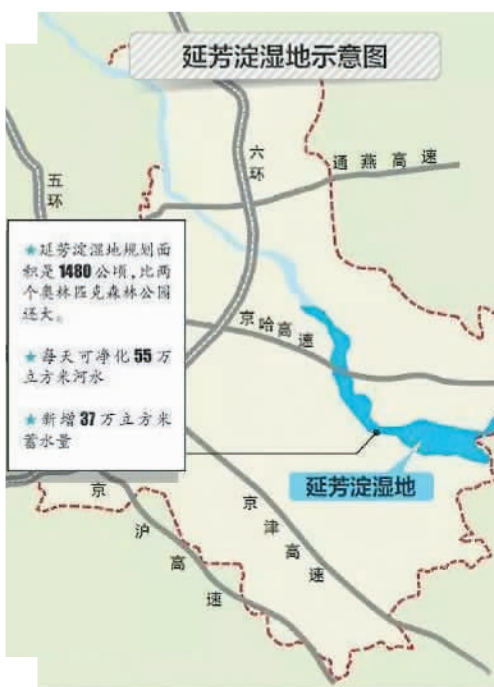 延芳淀湿地示意图
六环
通燕高速
五环
★延芳淀湿地规划面
积是1480公顷,比两
个奥林匹克森林公园
还大。
★每天可净化55万
立方米河水
★新增37万立方米
蓄水量
京哈高速
延芳淀湿地
京沪高速
京津高速